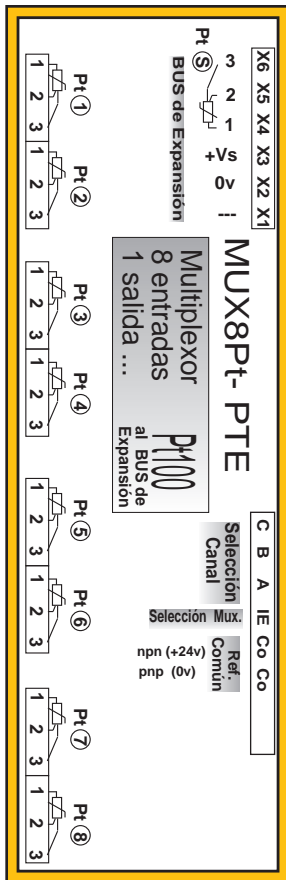 X6 X5 X4 X3 X2 X1
Pt S 3 2 1 +Vs 0v ---
BUS de Expansión
MUX8Pt- PTE
Multiplexor
8 entradas Pt100
1 salida ... al BUS de
Expansión
C B A IE Co Co
Selección
Canal
Selección Mux.
Ref.
Común
npn (+24v)
pnp (0v)
Pt 1 Pt 2 Pt 3 Pt 4 Pt 5 Pt 6 Pt 7 Pt 8
1 2 3 1 2 3 1 2 3 1 2 3 1 2 3 1 2 3 1 2 3 1 2 3